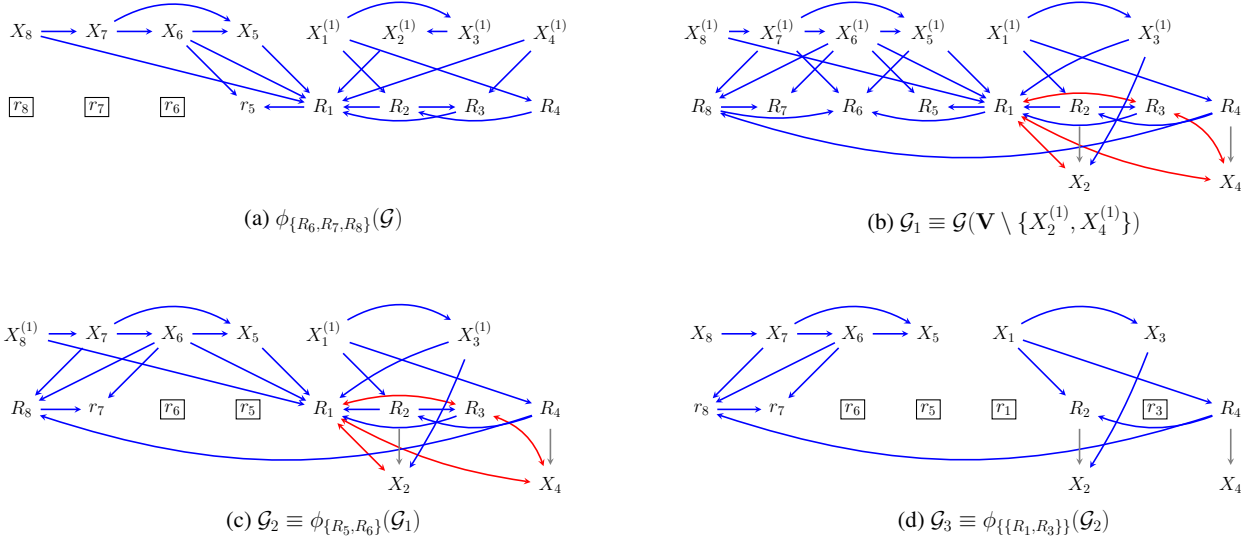 X_8 X_7 X_6 X_5 X_1^{(1)} X_2^{(1)} X_3^{(1)} X_4^{(1)}
r_8 r_7 r_6 r_5 R_1 R_2 R_3 R_4
(a) ϕ_{\{R_6,R_7,R_8\}}(𝒢)
X_8^{(1)} X_7^{(1)} X_6^{(1)} X_5^{(1)} X_1^{(1)} X_3^{(1)}
R_8 R_7 R_6 R_5 R_1 R_2 R_3 R_4
X_2 X_4
(b) 𝒢_1 ≡ 𝒢(V \ {X_2^{(1)}, X_4^{(1)}})
X_8^{(1)} X_7 X_6 X_5 X_1^{(1)} X_3^{(1)}
R_8 r_7 r_6 r_5 R_1 R_2 R_3 R_4
X_2 X_4
(c) 𝒢_2 ≡ ϕ_{\{R_5,R_6\}}(𝒢_1)
X_8 X_7 X_6 X_5 X_1 X_3
r_8 r_7 r_6 r_5 r_1 R_2 r_3 R_4
X_2 X_4
(d) 𝒢_3 ≡ ϕ_{\{\{R_1,R_3\}\}}(𝒢_2)